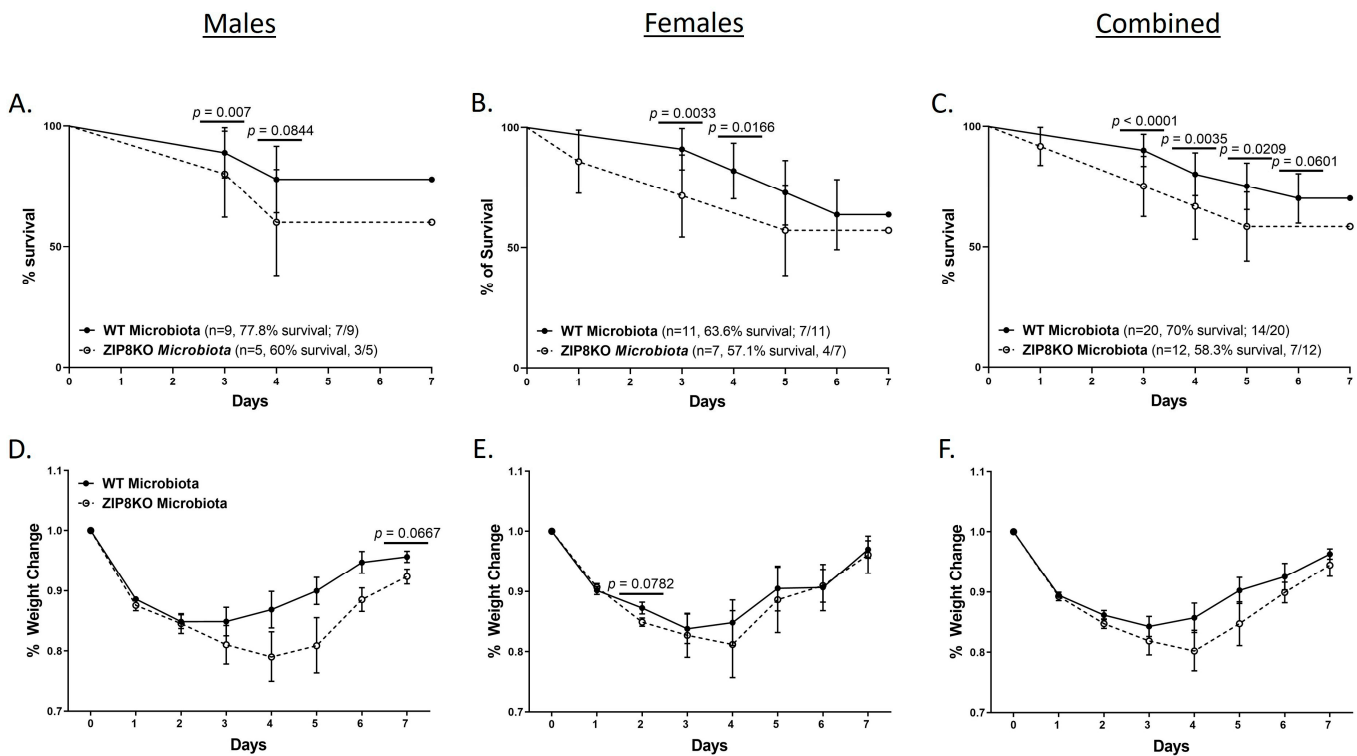 Males
Females
Combined
A.
p = 0.007
p = 0.0844
100
50
0
% survival
WT Microbiota (n=9, 77.8% survival; 7/9)
ZIP8KO Microbiota (n=5, 60% survival, 3/5)
0 1 2 3 4 5 6 7
Days
B.
p = 0.0033
p = 0.0166
100
50
0
% of Survival
WT Microbiota (n=11, 63.6% survival; 7/11)
ZIP8KO Microbiota (n=7, 57.1% survival, 4/7)
0 1 2 3 4 5 6 7
Days
C.
p < 0.0001
p = 0.0035
p = 0.0209
p = 0.0601
100
50
0
% survival
WT Microbiota (n=20, 70% survival; 14/20)
ZIP8KO Microbiota (n=12, 58.3% survival, 7/12)
0 1 2 3 4 5 6 7
Days
D.
WT Microbiota
ZIP8KO Microbiota
p = 0.0667
1.1
1.0
0.9
0.8
0.7
% Weight Change
0 1 2 3 4 5 6 7
Days
E.
p = 0.0782
1.1
1.0
0.9
0.8
0.7
% Weight Change
0 1 2 3 4 5 6 7
Days
F.
1.1
1.0
0.9
0.8
0.7
% Weight Change
0 1 2 3 4 5 6 7
Days